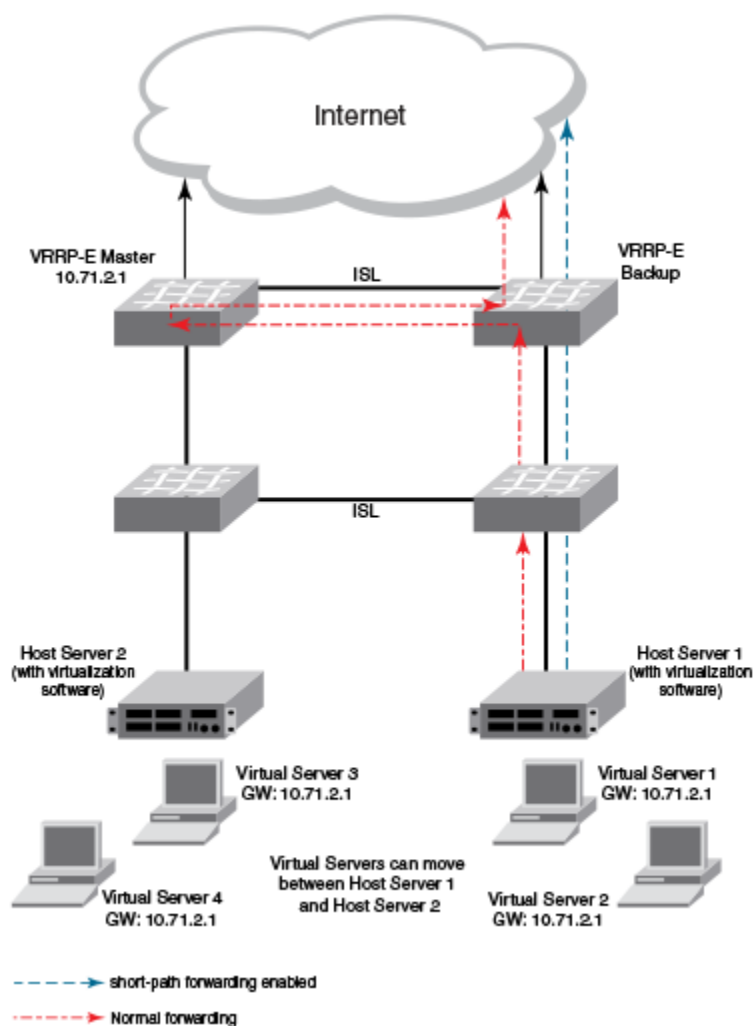 Internet
VRRP-E Master
10.71.2.1
ISL
VRRP-E
Backup
ISL
Host Server 2
(with virtualization
software)
Host Server 1
(with virtualization
software)
Virtual Server 3
GW: 10.71.2.1
Virtual Server 1
GW: 10.71.2.1
Virtual Server 4
GW: 10.71.2.1
Virtual Servers can move
between Host Server 1
and Host Server 2
Virtual Server 2
GW: 10.71.2.1
short-path forwarding enabled
Normal forwarding